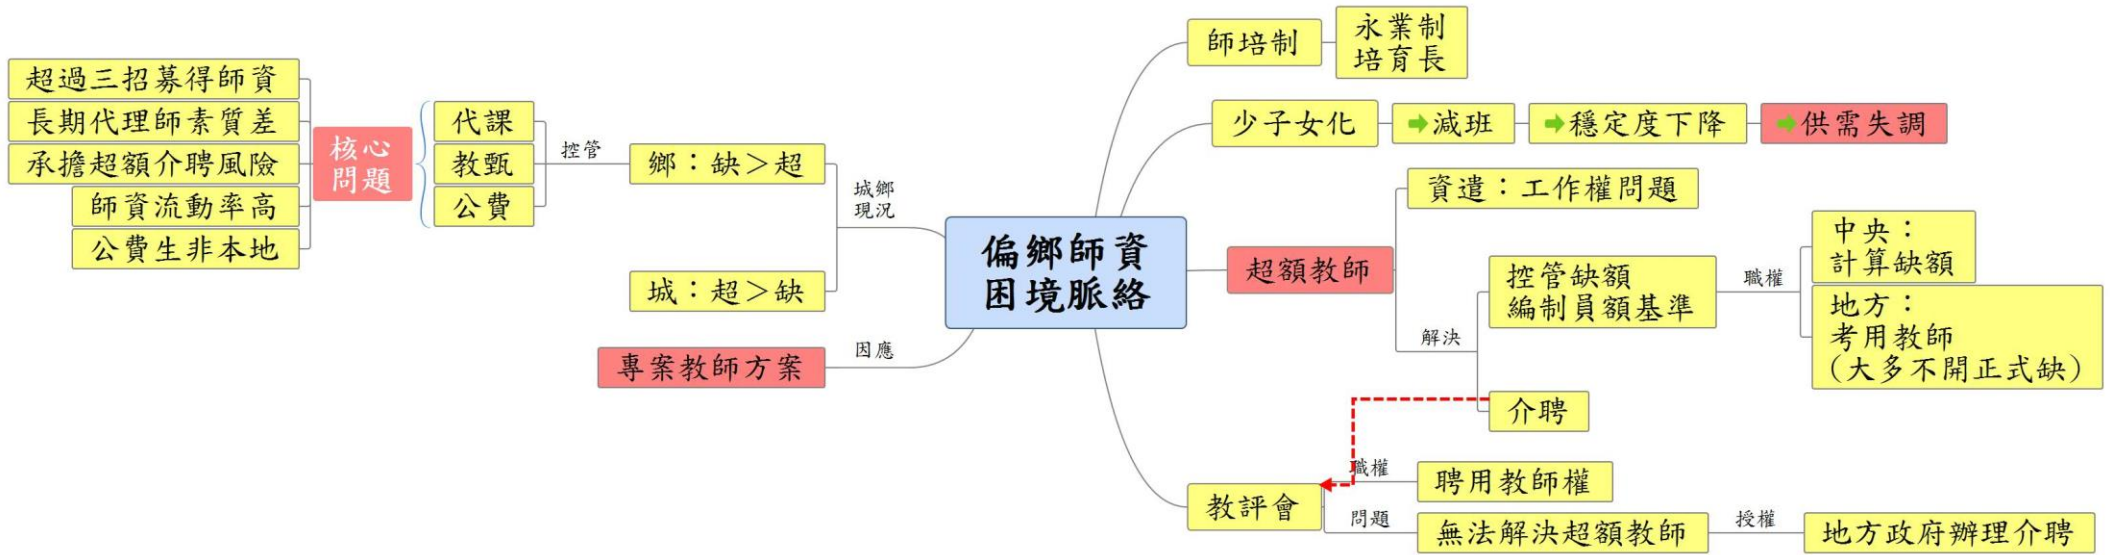 偏鄉師資
困境脈絡
師培制
永業制
培育長
少子女化
減班
穩定度下降
供需失調
超額教師
資遣：工作權問題
解決
控管缺額
編制員額基準
職權
中央：
計算缺額
地方：
考用教師
（大多不開正式缺）
介聘
教評會
職權
聘用教師權
問題
無法解決超額教師
授權
地方政府辦理介聘
城鄉
現況
鄉：缺＞超
控管
代課
教甄
公費
核心
問題
超過三招募得師資
長期代理師素質差
承擔超額介聘風險
師資流動率高
公費生非本地
城：超＞缺
因應
專案教師方案